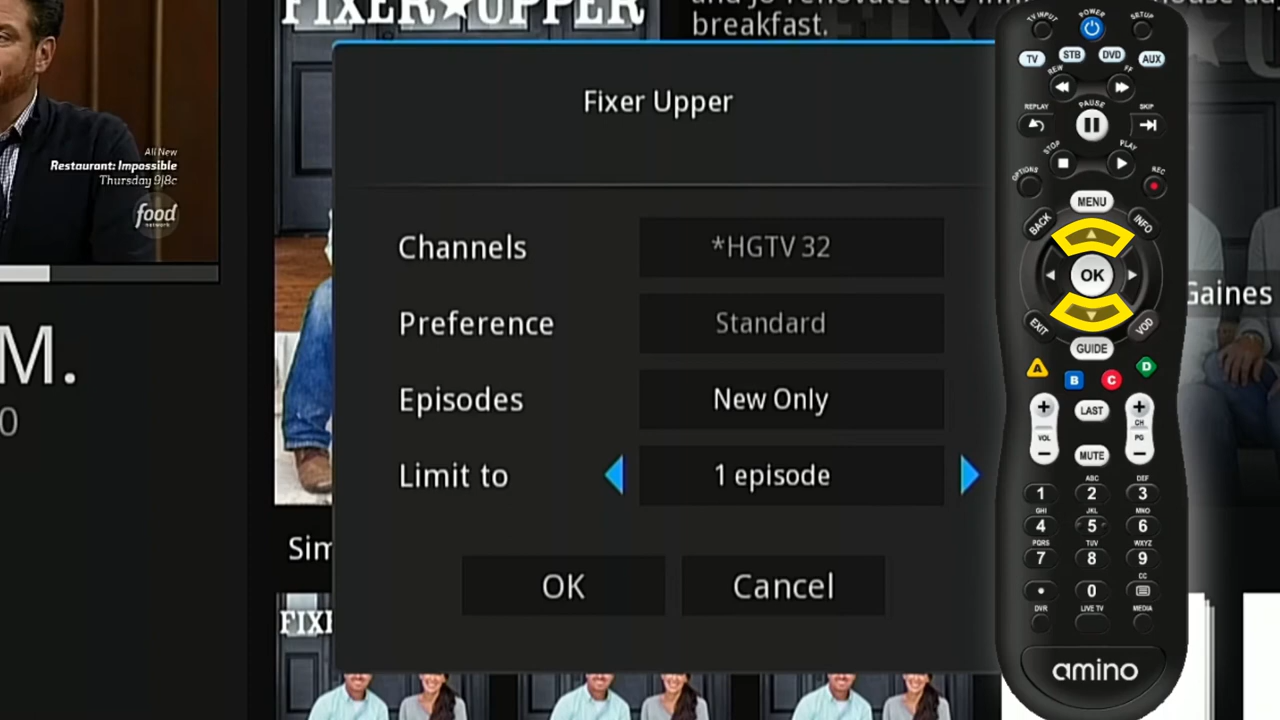 FIXER★UPPER
breakfast.
All New
Restaurant: Impossible
Thursday 9|8c
food
network
M.
0
Fixer Upper
Channels *HGTV 32
Preference Standard
Episodes New Only
Limit to 1 episode
OK Cancel
Sim
FIXE
Gaines
TV INPUT POWER SETUP
TV STB DVD AUX
REW FF
REPLAY PAUSE SKIP
STOP PLAY
OPTIONS REC
MENU
BACK INFO
OK
EXIT VOD
GUIDE
A B C D
+ LAST +
VOL CH
PG
- MUTE -
ABC DEF
1 2 3
GHI JKL MNO
4 5 6
PQRS TUV WXYZ
7 8 9
CC
• 0
DVR LIVE TV MEDIA
amino